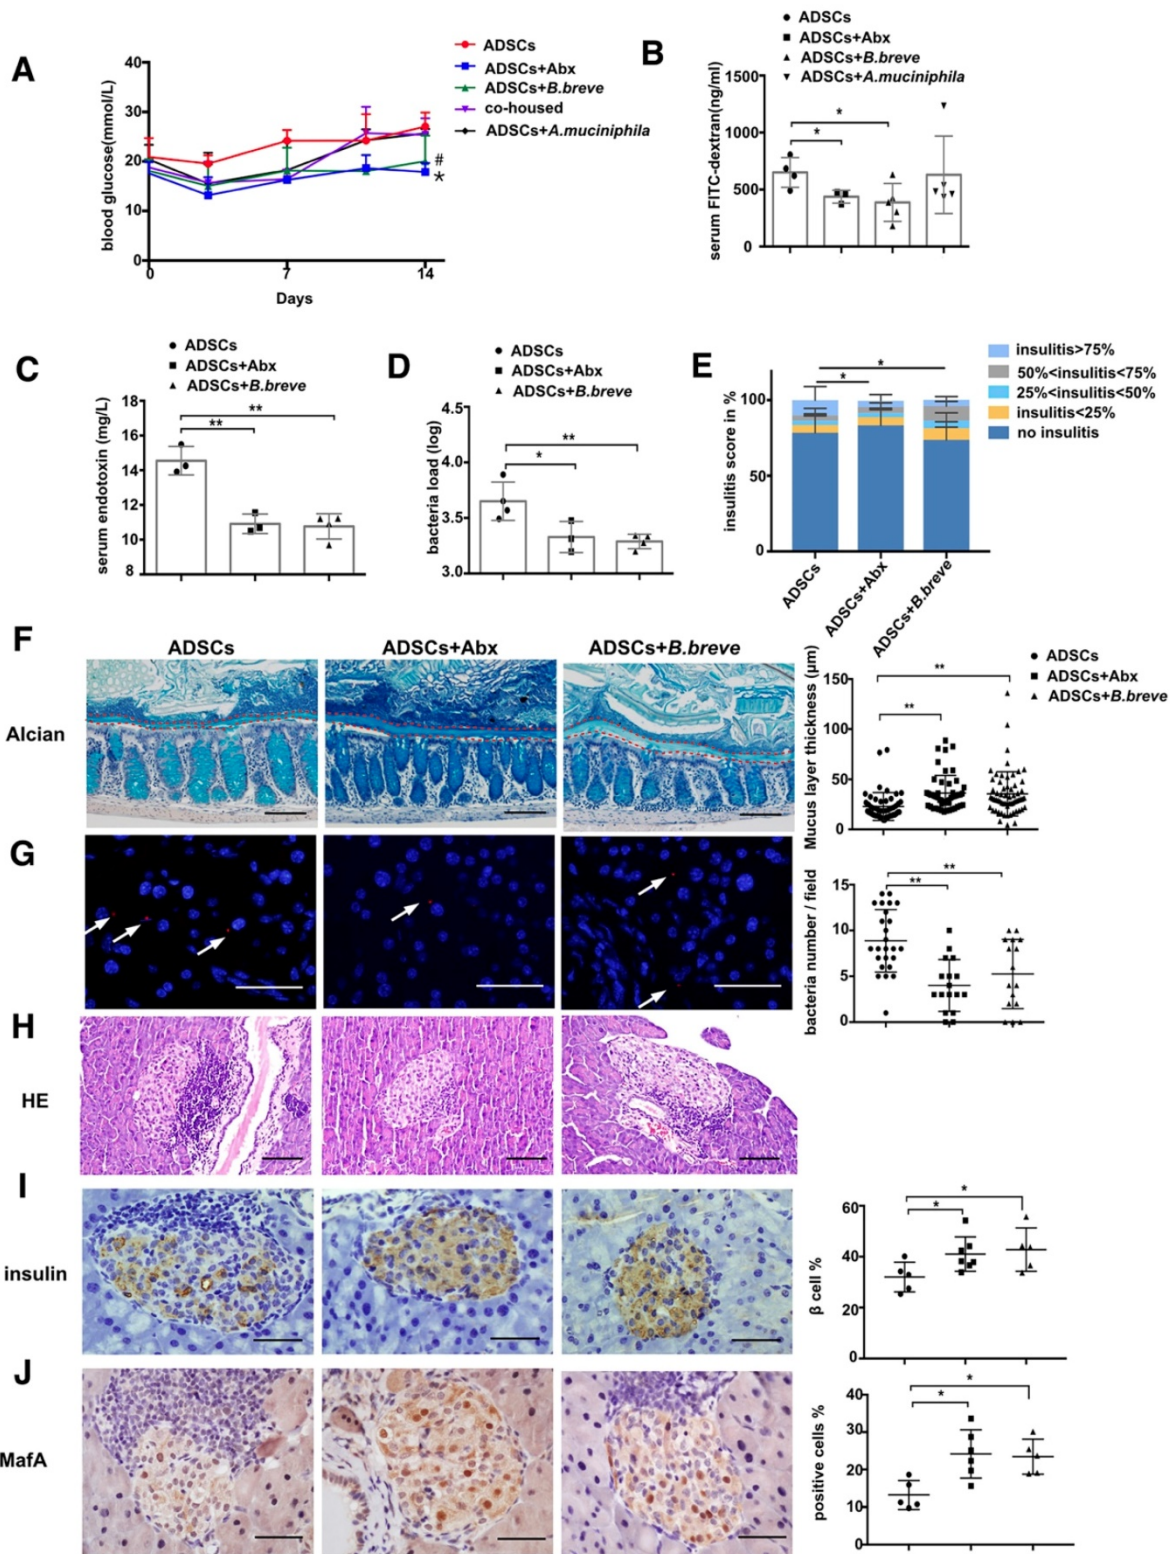 A
blood glucose(mmol/L)
40
30
20
10
0
0
7
14
Days
#
*
ADSCs
ADSCs+Abx
ADSCs+B.breve
co-housed
ADSCs+A.muciniphila
B
ADSCs
ADSCs+Abx
ADSCs+B.breve
ADSCs+A.muciniphila
serum FITC-dextran(ng/ml)
1500
1000
500
0
*
*
C
ADSCs
ADSCs+Abx
ADSCs+B.breve
serum endotoxin (mg/L)
18
16
14
12
10
8
**
**
D
ADSCs
ADSCs+Abx
ADSCs+B.breve
bacteria load (log)
4.5
4.0
3.5
3.0
**
*
E
insulitis score in %
100
50
0
*
*
ADSCs
ADSCs+Abx
ADSCs+B.breve
insulitis>75%
50%<insulitis<75%
25%<insulitis<50%
insulitis<25%
no insulitis
F
ADSCs
ADSCs+Abx
ADSCs+B.breve
Alcian
Mucus layer thickness (μm)
150
100
50
0
**
**
ADSCs
ADSCs+Abx
ADSCs+B.breve
G
bacteria number / field
15
10
5
0
**
**
H
HE
I
insulin
β cell %
60
40
20
0
*
*
J
MafA
positive cells %
40
30
20
10
0
*
*